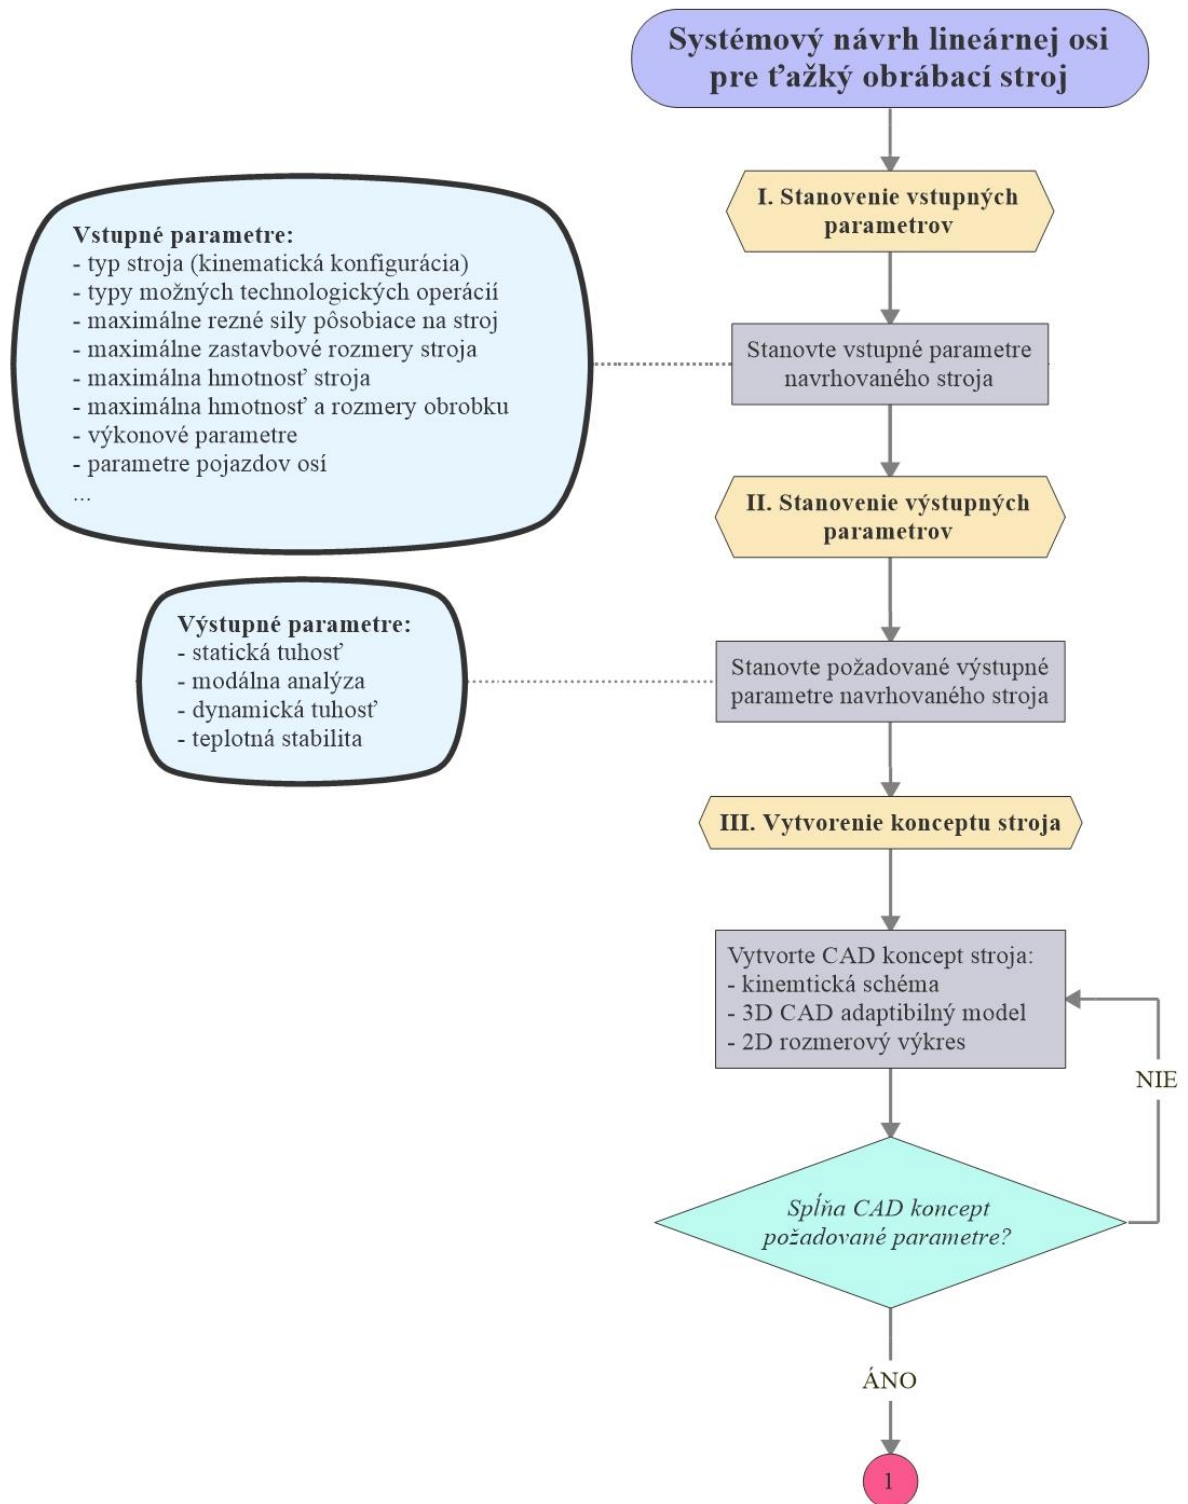 Systémový návrh lineárnej osi
pre ťažký obrábací stroj
I. Stanovenie vstupných
parametrov
Vstupné parametre:
- typ stroja (kinematická konfigurácia)
- typy možných technologických operácií
- maximálne rezné sily pôsobiace na stroj
- maximálne zastavbové rozmery stroja
- maximálna hmotnosť stroja
- maximálna hmotnosť a rozmery obrobku
- výkonové parametre
- parametre pojazdov osí
...
Stanovte vstupné parametre
navrhovaného stroja
II. Stanovenie výstupných
parametrov
Výstupné parametre:
- statická tuhosť
- modálna analýza
- dynamická tuhosť
- teplotná stabilita
Stanovte požadované výstupné
parametre navrhovaného stroja
III. Vytvorenie konceptu stroja
Vytvorte CAD koncept stroja:
- kinemtická schéma
- 3D CAD adaptibilný model
- 2D rozmerový výkres
NIE
Spĺňa CAD koncept
požadované parametre?
ÁNO
1